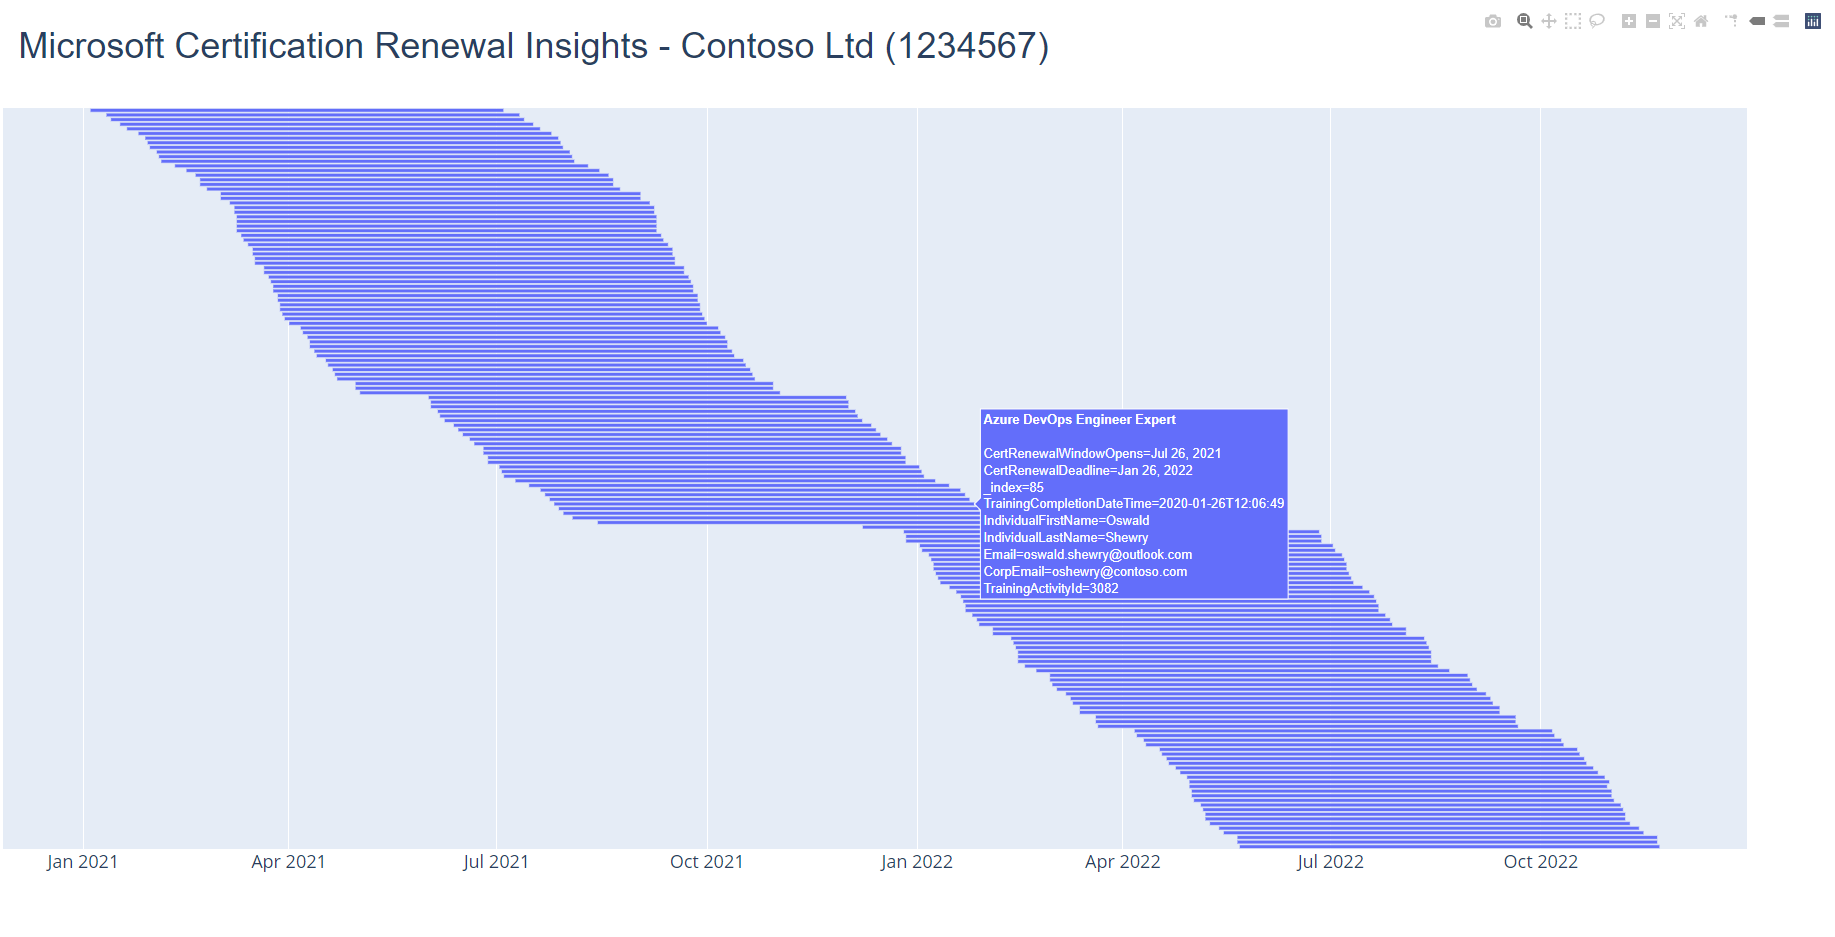 Microsoft Certification Renewal Insights - Contoso Ltd (1234567)
Azure DevOps Engineer Expert
CertRenewalWindowOpens=Jul 26, 2021
CertRenewalDeadline=Jan 26, 2022
_index=85
TrainingCompletionDateTime=2020-01-26T12:06:49
IndividualFirstName=Oswald
IndividualLastName=Shewry
Email=oswald.shewry@outlook.com
CorpEmail=oshewry@contoso.com
TrainingActivityId=3082
Jan 2021 Apr 2021 Jul 2021 Oct 2021 Jan 2022 Apr 2022 Jul 2022 Oct 2022